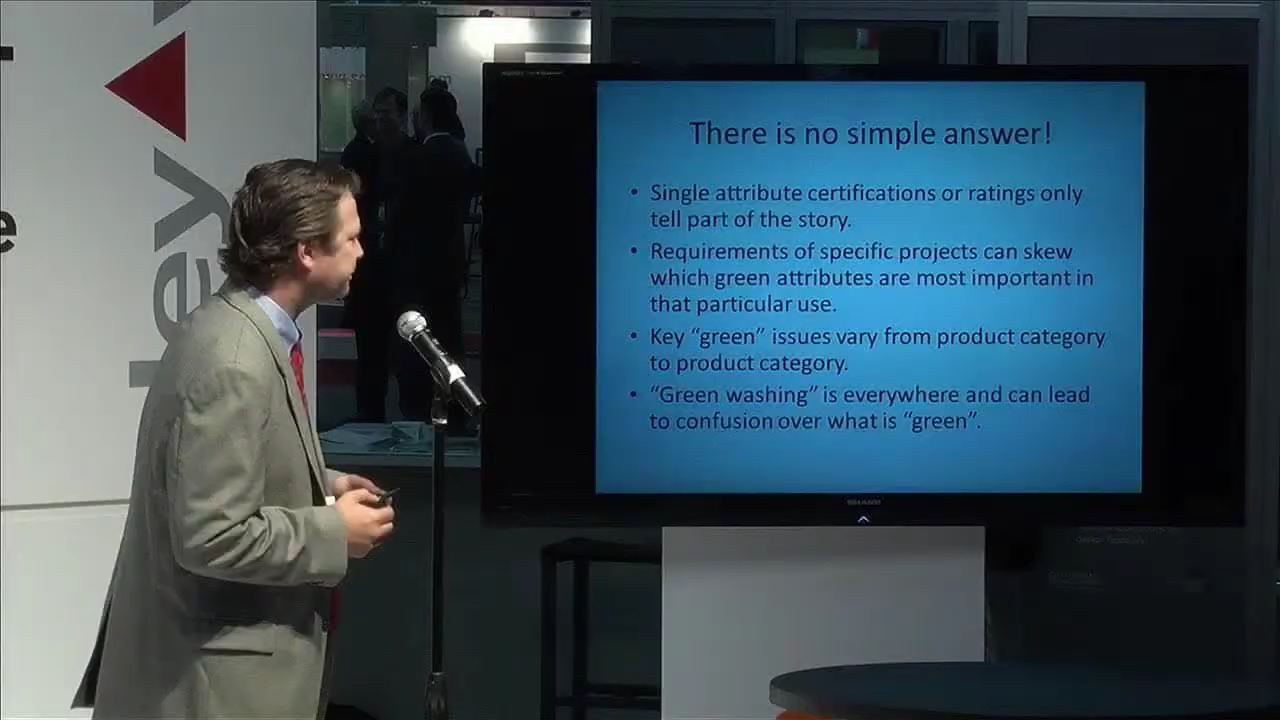 ley
e
There is no simple answer!
• Single attribute certifications or ratings only
tell part of the story.
• Requirements of specific projects can skew
which green attributes are most important in
that particular use.
• Key “green” issues vary from product category
to product category.
• “Green washing” is everywhere and can lead
to confusion over what is “green”.
SHARP